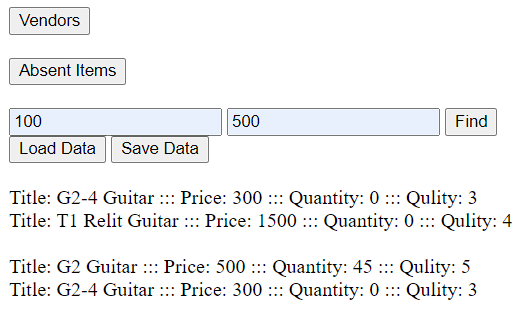 Vendors
Absent Items
100 500 Find
Load Data Save Data
Title: G2-4 Guitar ::: Price: 300 ::: Quantity: 0 ::: Qulity: 3
Title: T1 Relit Guitar ::: Price: 1500 ::: Quantity: 0 ::: Qulity: 4
Title: G2 Guitar ::: Price: 500 ::: Quantity: 45 ::: Qulity: 5
Title: G2-4 Guitar ::: Price: 300 ::: Quantity: 0 ::: Qulity: 3